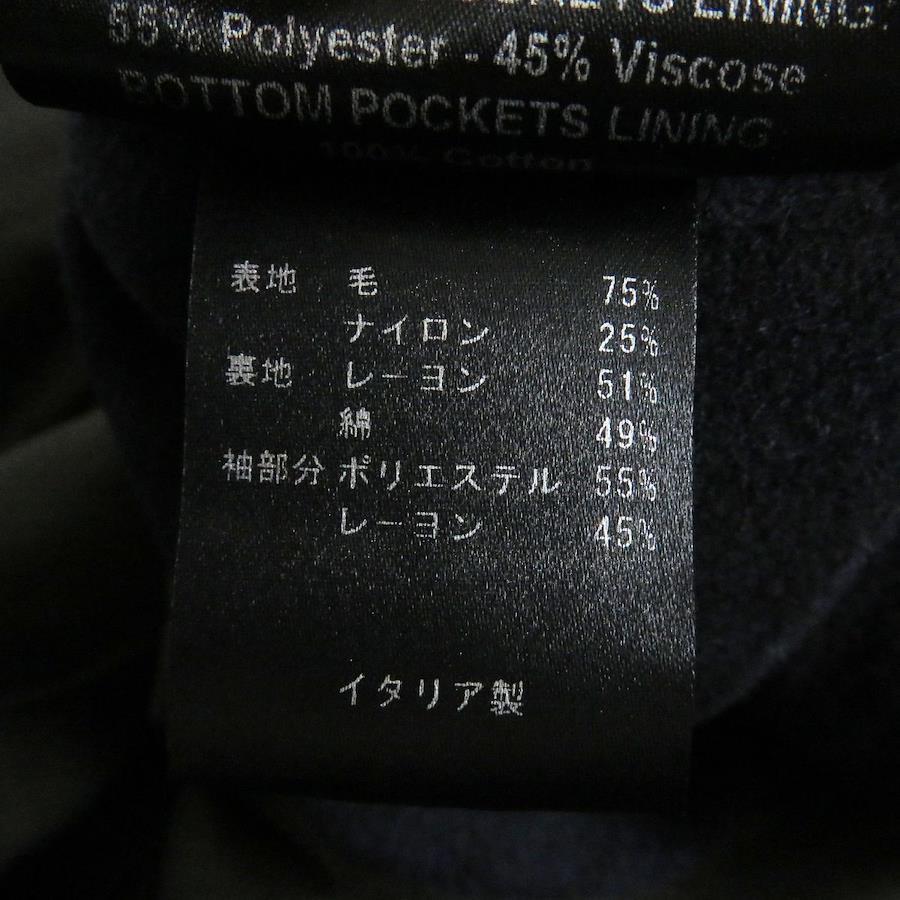 POCKETS LINING:
55% Polyester - 45% Viscose
BOTTOM POCKETS LINING
100% Cotton
表地 毛 75%
ナイロン 25%
裏地 レーヨン 51%
綿 49%
袖部分 ポリエステル 55%
レーヨン 45%
イタリア製